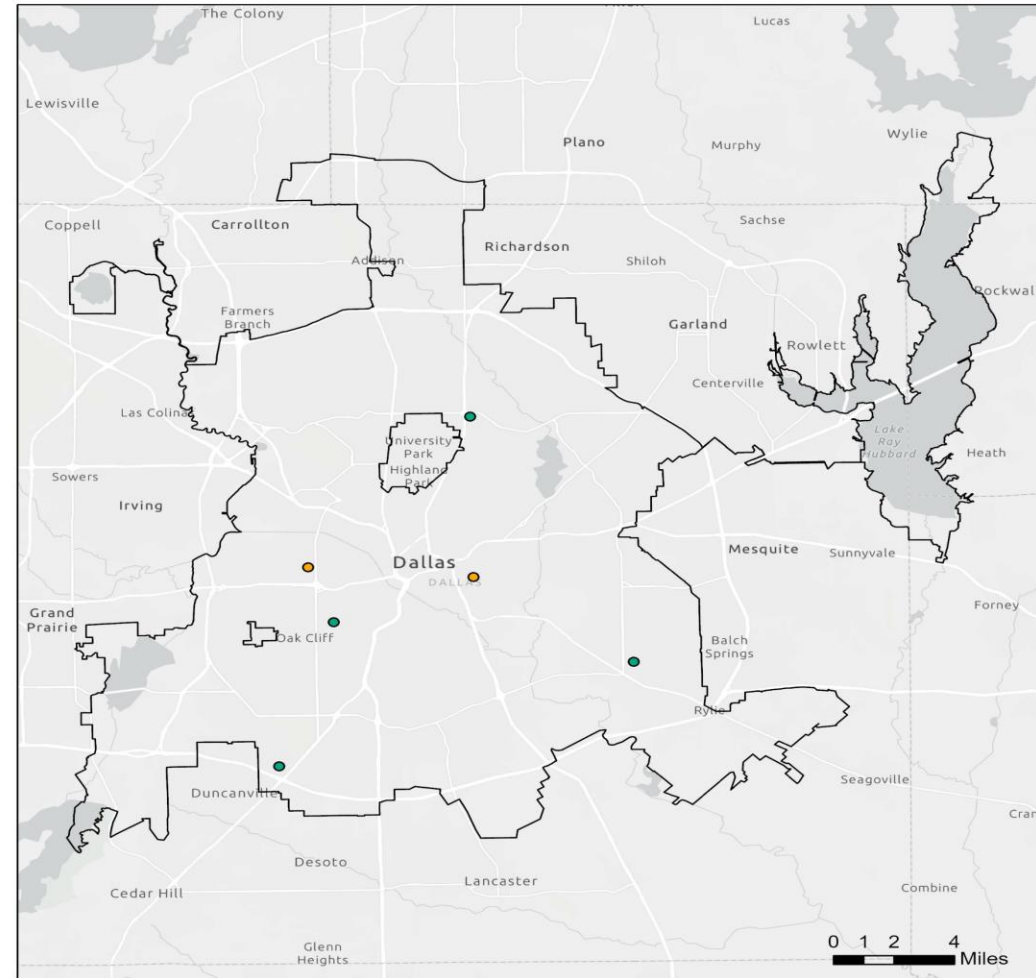 The Colony
Lucas
Lewisville
Wylie
Plano
Murphy
Sachse
Coppell
Carrollton
Richardson
Addison
Shiloh
Rockwal
Farmers
Branch
Garland
Rowlett
Centerville
Las Colina
University
Park
Highland
Park
Lake
Ray
Hubbard
Heath
Sowers
Irving
Mesquite
Sunnyvale
Dallas
DALLAS
Forney
Grand
Prairie
Oak Cliff
Balch
Springs
Rylie
Seagoville
Duncanville
Cran
Desoto
Lancaster
Cedar Hill
Combine
Glenn
Heights
0 1 2 4
Miles